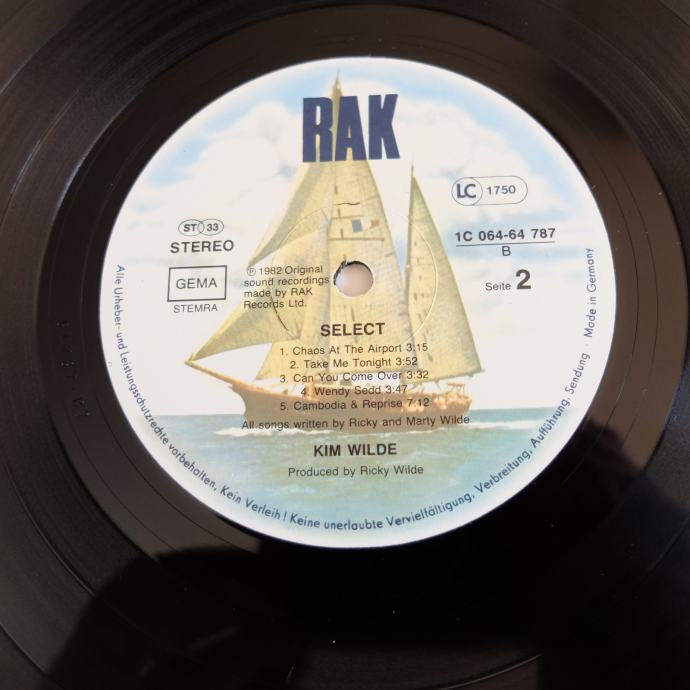 RAK
LC 1750
ST 33
STEREO
1C 064-64 787
B
GEMA
STEMRA
Seite 2
℗ 1982 Original
sound recordings
made by RAK
Records Ltd.
SELECT
1. Chaos At The Airport 3:15
2. Take Me Tonight 3:52
3. Can You Come Over 3:32
4. Wendy Sedd 3:47
5. Cambodia & Reprise 7:12
All songs written by Ricky and Marty Wilde
KIM WILDE
Produced by Ricky Wilde
Alle Urheber- und Leistungsschutzrechte vorbehalten, Kein Verleih! Keine unerlaubte Vervielfältigung, Verbreitung, Aufführung, Sendung · Made in Germany